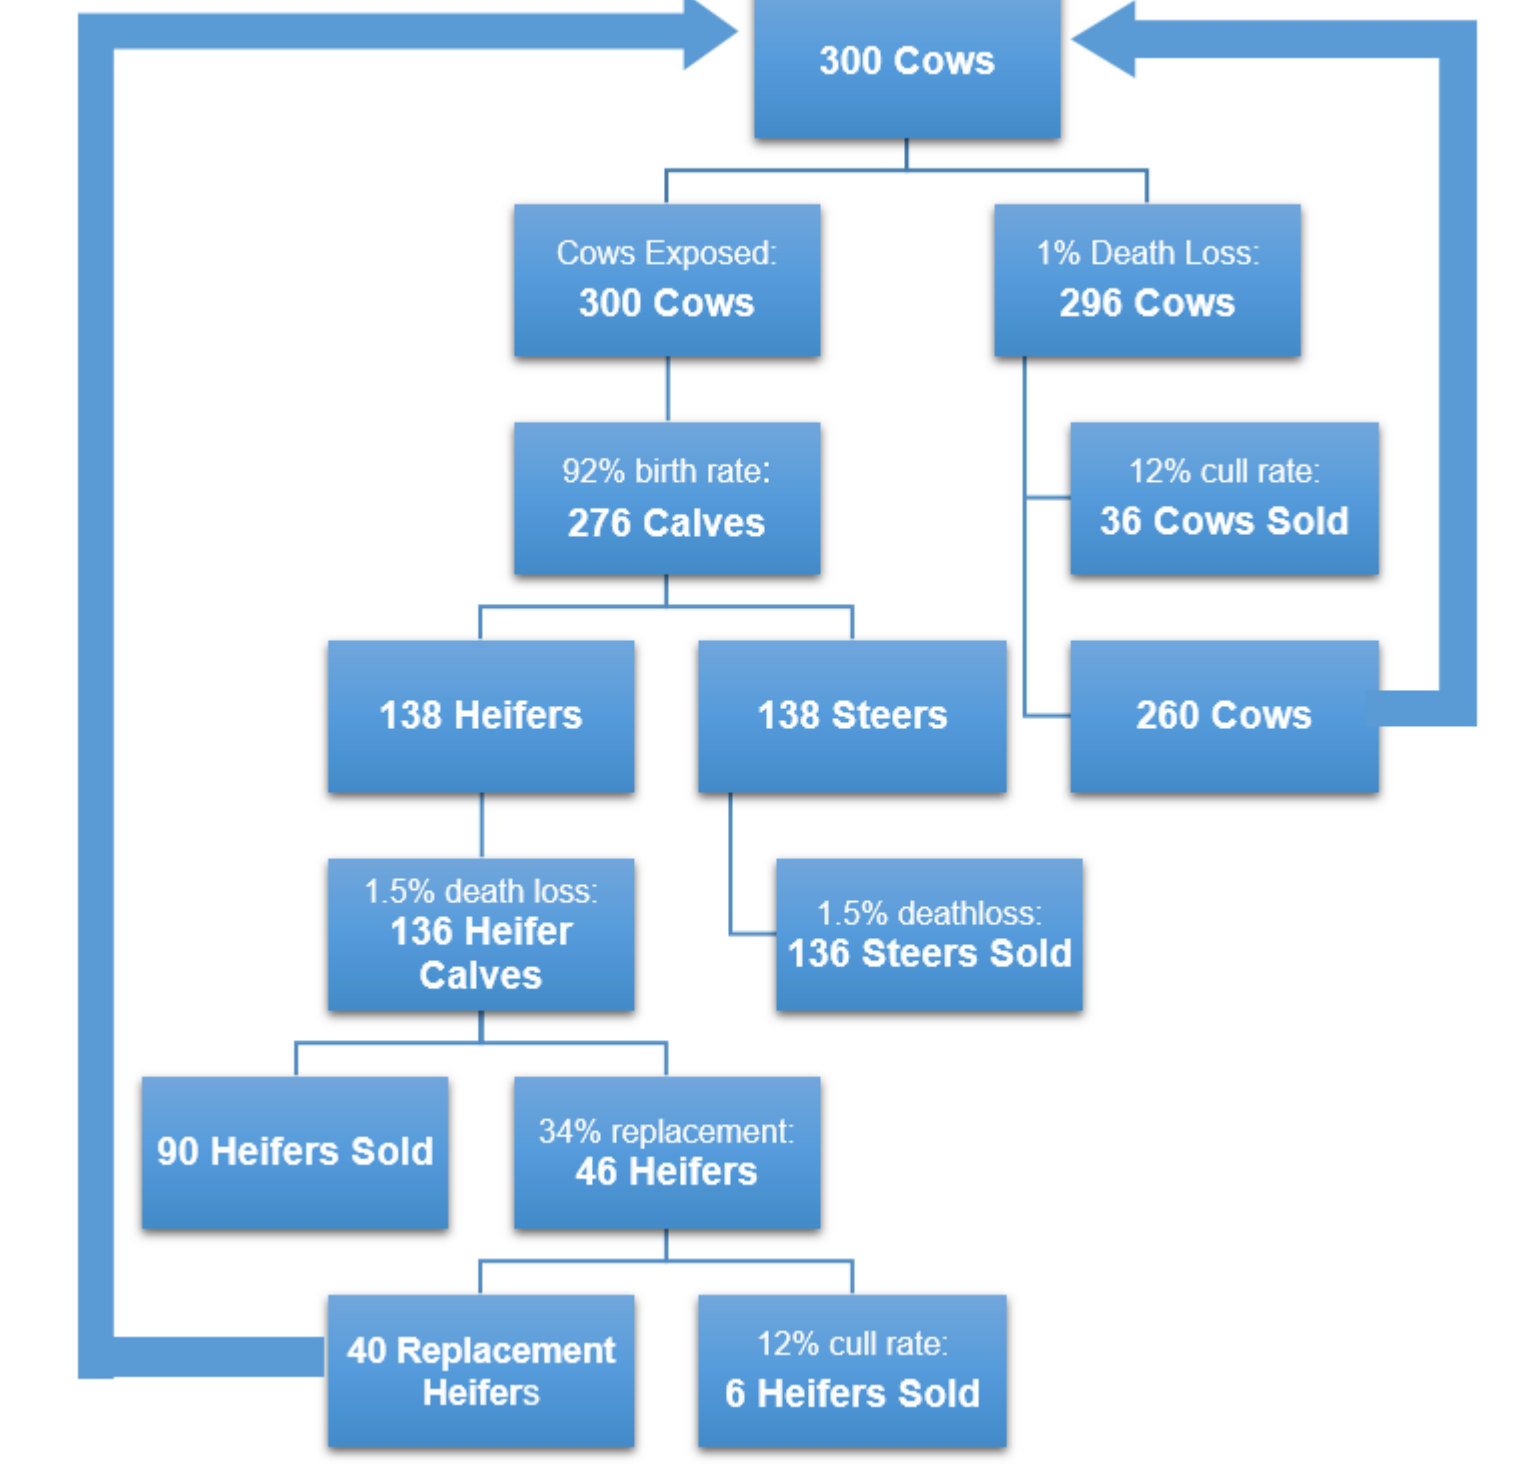 300 Cows
Cows Exposed:
300 Cows
1% Death Loss:
296 Cows
92% birth rate:
276 Calves
12% cull rate:
36 Cows Sold
138 Heifers
138 Steers
260 Cows
1.5% death loss:
136 Heifer
Calves
1.5% deathloss:
136 Steers Sold
90 Heifers Sold
34% replacement:
46 Heifers
40 Replacement
Heifers
12% cull rate:
6 Heifers Sold